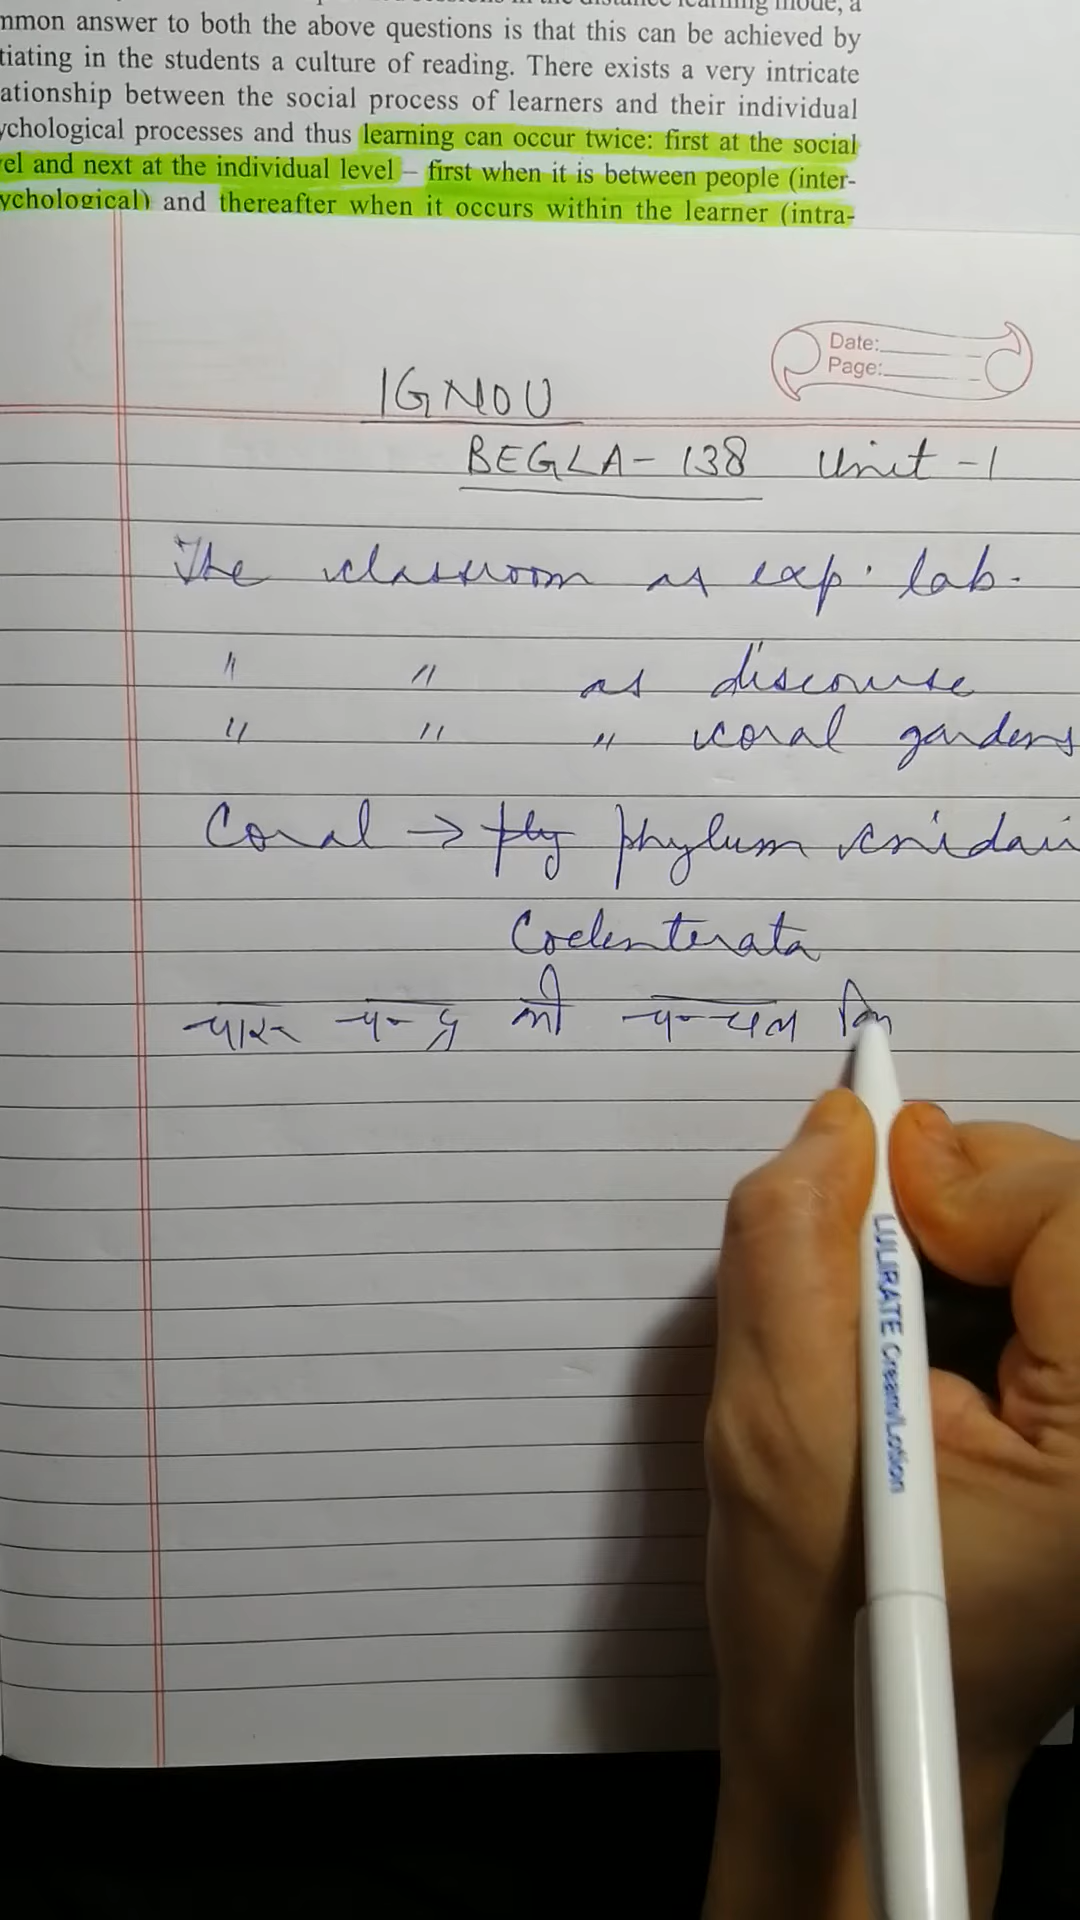 mmon answer to both the above questions is that this can be achieved by
tiating in the students a culture of reading. There exists a very intricate
ationship between the social process of learners and their individual
ychological processes and thus learning can occur twice: first at the social
el and next at the individual level – first when it is between people (inter-
ychological) and thereafter when it occurs within the learner (intra-
Date:
Page:
IGNOU
BEGLA-138 Unit-1
The classroom as exp. lab.
" " as discourse
" " " coral gardens
Coral → phylum cnidari
Coelenterata
चारु चन्द्र की चन्चल
LULIRATE Cream/Lotion